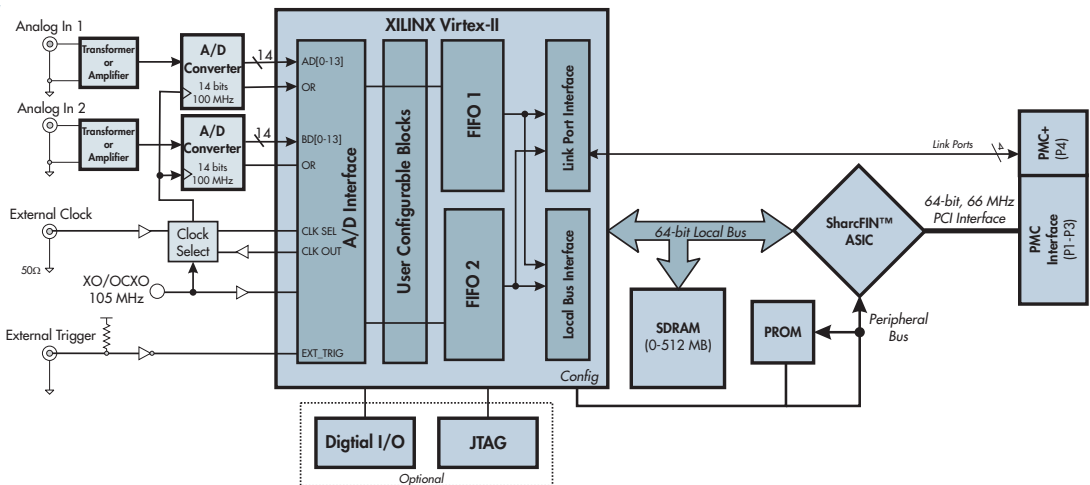 XILINX Virtex-II
Analog In 1
Transformer
or
Amplifier
A/D
Converter
14 bits
100 MHz
14
AD[0-13]
OR
Analog In 2
Transformer
or
Amplifier
A/D
Converter
14 bits
100 MHz
14
BD[0-13]
OR
External Clock
50Ω
Clock
Select
CLK SEL
CLK OUT
XO/OCXO
105 MHz
External Trigger
EXT_TRIG
A/D Interface
User Configurable Blocks
FIFO 1
FIFO 2
Link Port Interface
Local Bus Interface
Config
Digtial I/O
JTAG
Optional
64-bit Local Bus
SDRAM
(0-512 MB)
PROM
Peripheral
Bus
SharcFIN™
ASIC
Link Ports
4
64-bit, 66 MHz
PCI Interface
PMC+
(P4)
PMC
Interface
(P1-P3)